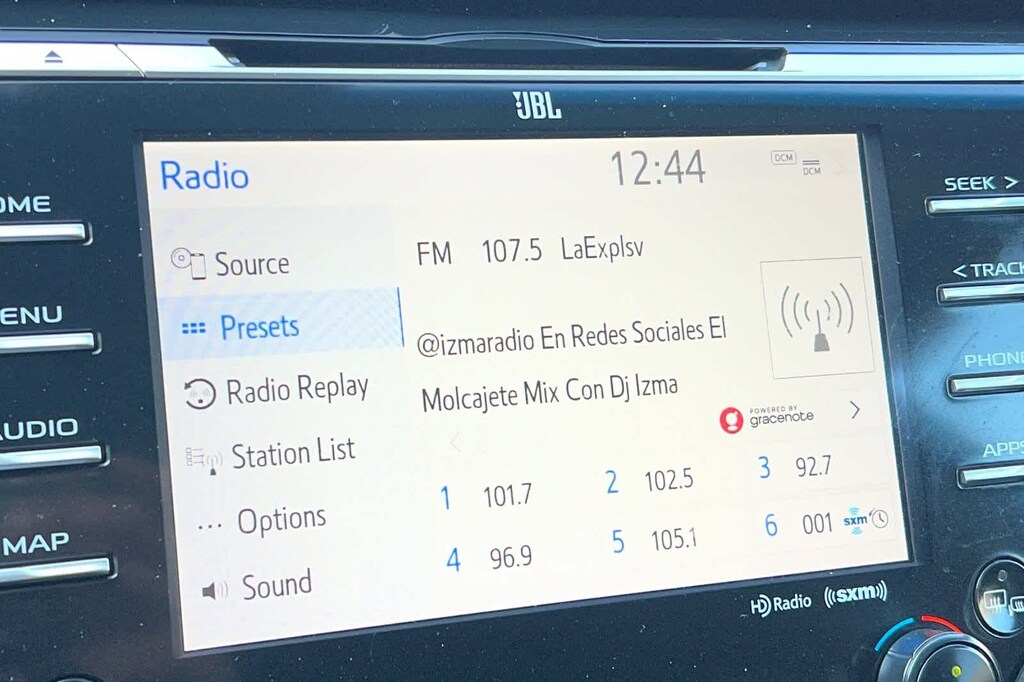 JBL
Radio
12:44
DCM
DCM
Source
Presets
Radio Replay
Station List
Options
Sound
FM 107.5 LaExplsv
@izmaradio En Redes Sociales El
Molcajete Mix Con Dj Izma
POWERED BY
gracenote
1 101.7
2 102.5
3 92.7
4 96.9
5 105.1
6 001 sxm
HD Radio
((sxm))
OME
ENU
AUDIO
MAP
SEEK >
< TRACK
PHONE
APPS